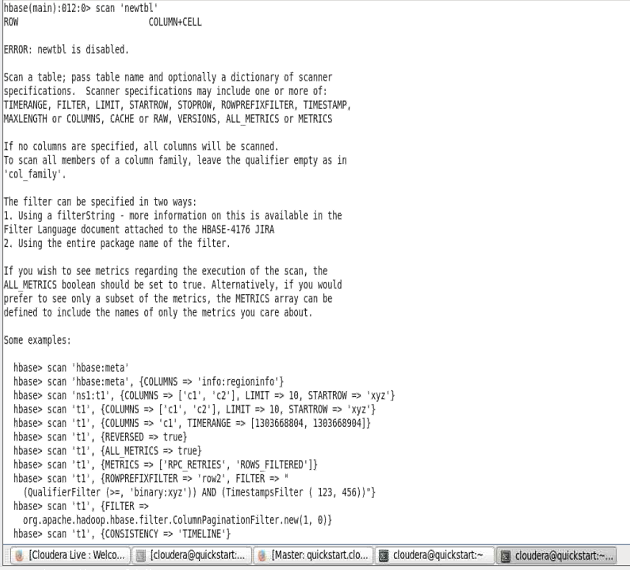 hbase(main):012:0> scan 'newtbl'
ROW                          COLUMN+CELL
ERROR: newtbl is disabled.
Scan a table; pass table name and optionally a dictionary of scanner
specifications.  Scanner specifications may include one or more of:
TIMERANGE, FILTER, LIMIT, STARTROW, STOPROW, ROWPREFIXFILTER, TIMESTAMP,
MAXLENGTH or COLUMNS, CACHE or RAW, VERSIONS, ALL_METRICS or METRICS
If no columns are specified, all columns will be scanned.
To scan all members of a column family, leave the qualifier empty as in
'col_family'.
The filter can be specified in two ways:
1. Using a filterString - more information on this is available in the
Filter Language document attached to the HBASE-4176 JIRA
2. Using the entire package name of the filter.
If you wish to see metrics regarding the execution of the scan, the
ALL_METRICS boolean should be set to true. Alternatively, if you would
prefer to see only a subset of the metrics, the METRICS array can be
defined to include the names of only the metrics you care about.
Some examples:
hbase> scan 'hbase:meta'
hbase> scan 'hbase:meta', {COLUMNS => 'info:regioninfo'}
hbase> scan 'ns1:t1', {COLUMNS => ['c1', 'c2'], LIMIT => 10, STARTROW => 'xyz'}
hbase> scan 't1', {COLUMNS => ['c1', 'c2'], LIMIT => 10, STARTROW => 'xyz'}
hbase> scan 't1', {COLUMNS => 'c1', TIMERANGE => [1303668804, 1303668904]}
hbase> scan 't1', {REVERSED => true}
hbase> scan 't1', {ALL_METRICS => true}
hbase> scan 't1', {METRICS => ['RPC_RETRIES', 'ROWS_FILTERED']}
hbase> scan 't1', {ROWPREFIXFILTER => 'row2', FILTER => "
(QualifierFilter (>=, 'binary:xyz')) AND (TimestampsFilter ( 123, 456))"}
hbase> scan 't1', {FILTER =>
org.apache.hadoop.hbase.filter.ColumnPaginationFilter.new(1, 0)}
hbase> scan 't1', {CONSISTENCY => 'TIMELINE'}
[Cloudera Live : Welco... [cloudera@quickstart:... [Master: quickstart.clo... cloudera@quickstart:~ cloudera@quickstart:~...